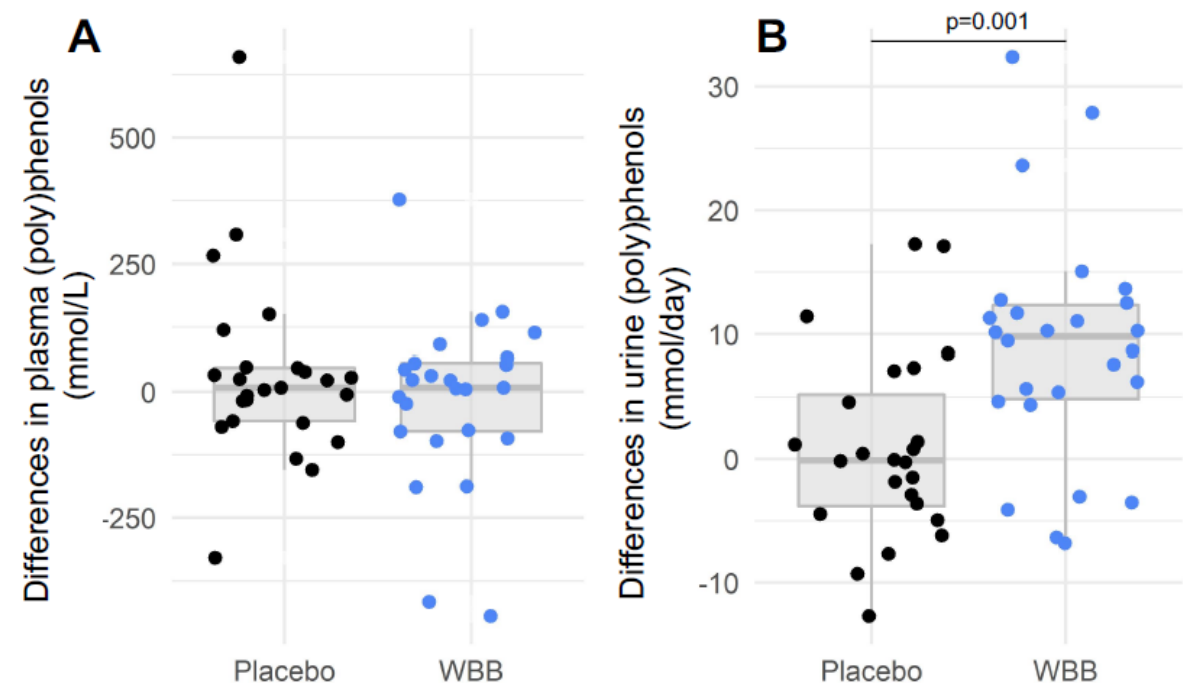 A
Differences in plasma (poly)phenols
(mmol/L)
500
250
0
-250
Placebo
WBB
B
p=0.001
Differences in urine (poly)phenols
(mmol/day)
30
20
10
0
-10
Placebo
WBB